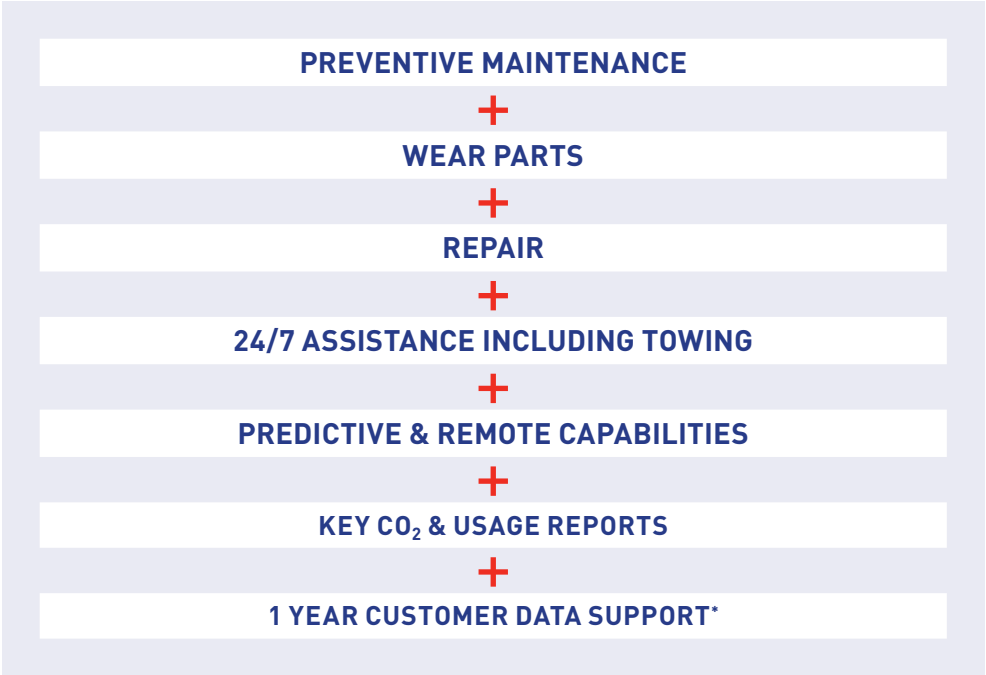 PREVENTIVE MAINTENANCE
+
WEAR PARTS
+
REPAIR
+
24/7 ASSISTANCE INCLUDING TOWING
+
PREDICTIVE & REMOTE CAPABILITIES
+
KEY CO₂ & USAGE REPORTS
+
1 YEAR CUSTOMER DATA SUPPORT*